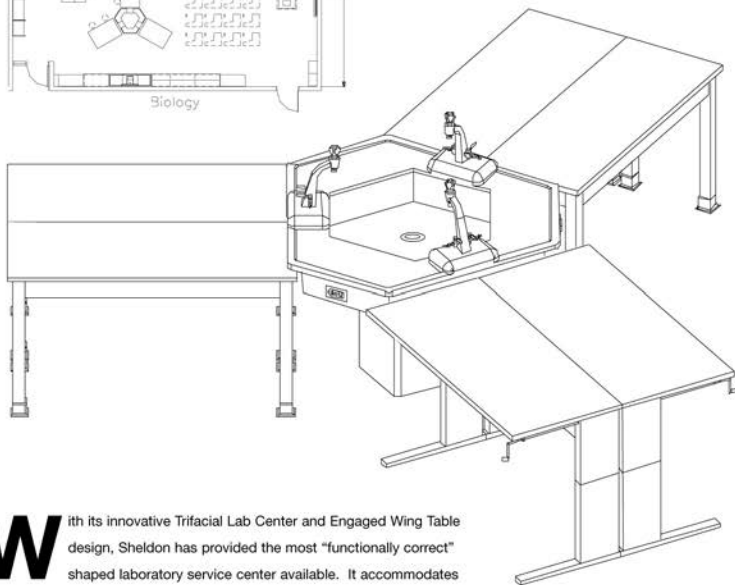 Biology
With its innovative Trifacial Lab Center and Engaged Wing Table
design, Sheldon has provided the most “functionally correct”
shaped laboratory service center available.  It accommodates